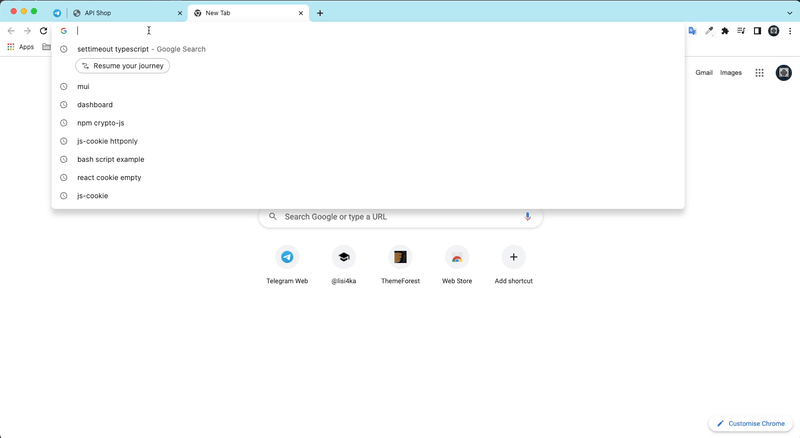 API Shop
New Tab
Apps
settimeout typescript - Google Search
Resume your journey
mui
dashboard
npm crypto-js
js-cookie httponly
bash script example
react cookie empty
js-cookie
Gmail Images
Search Google or type a URL
Telegram Web
@lisi4ka
ThemeForest
Web Store
Add shortcut
Customise Chrome